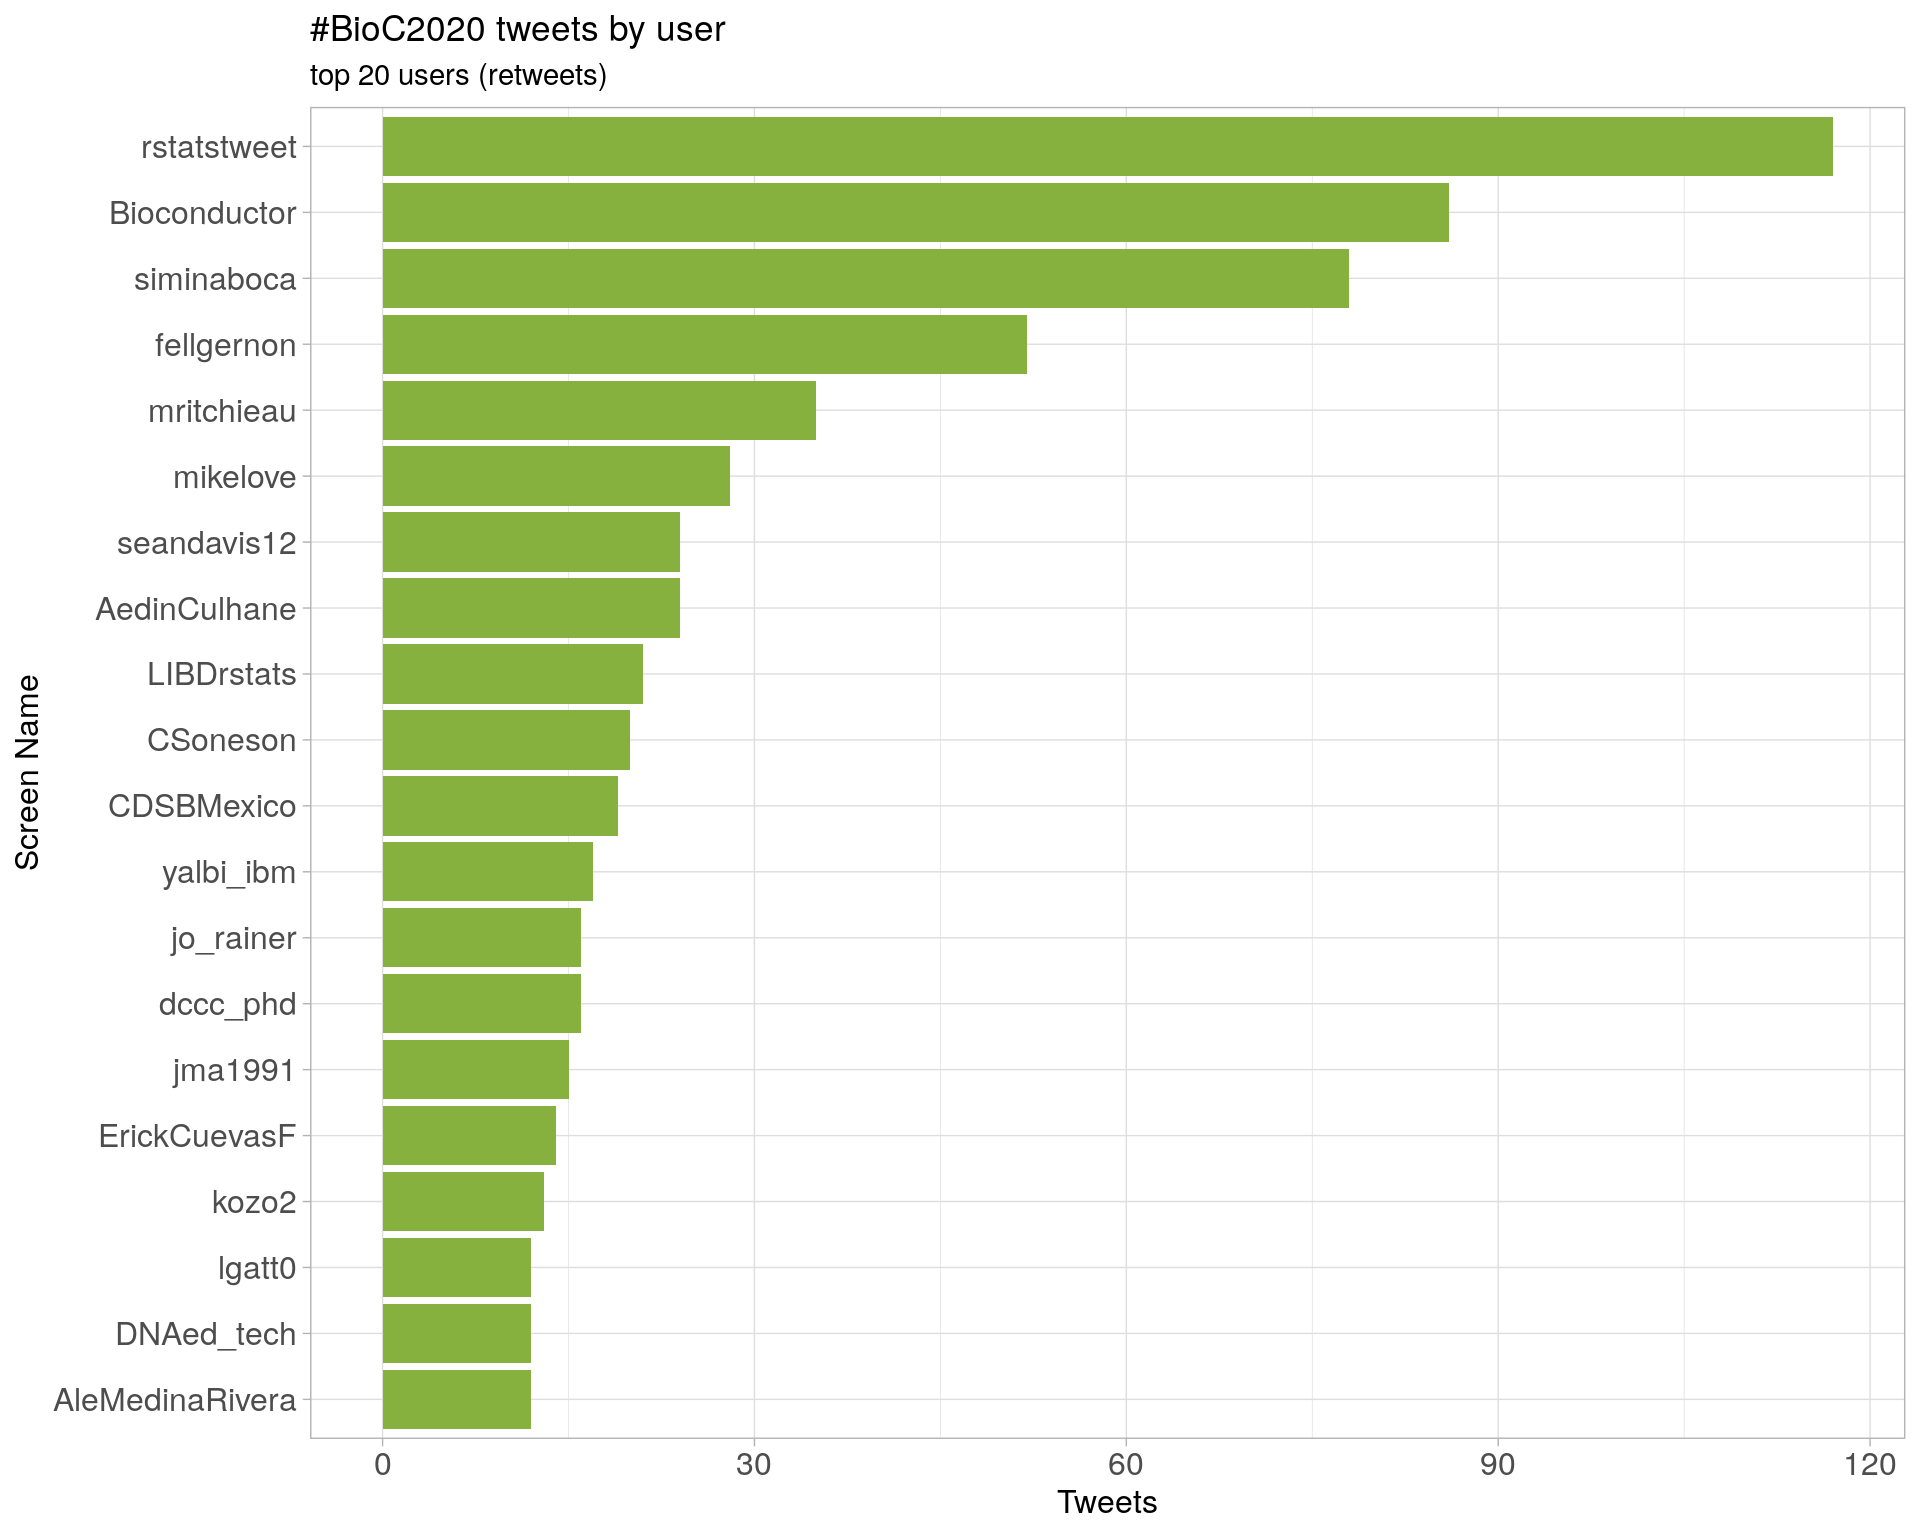 #BioC2020 tweets by user
top 20 users (retweets)
Screen Name
rstatstweet
Bioconductor
siminaboca
fellgernon
mritchieau
mikelove
seandavis12
AedinCulhane
LIBDrstats
CSoneson
CDSBMexico
yalbi_ibm
jo_rainer
dccc_phd
jma1991
ErickCuevasF
kozo2
lgatt0
DNAed_tech
AleMedinaRivera
0 30 60 90 120
Tweets